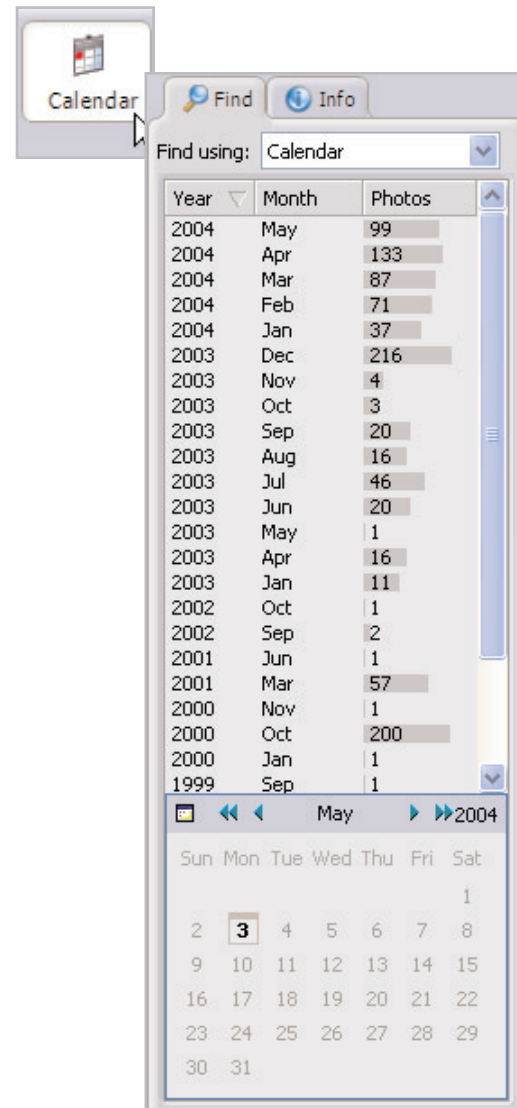 Calendar
Find Info
Find using: Calendar
Year Month Photos
2004 May 99
2004 Apr 133
2004 Mar 87
2004 Feb 71
2004 Jan 37
2003 Dec 216
2003 Nov 4
2003 Oct 3
2003 Sep 20
2003 Aug 16
2003 Jul 46
2003 Jun 20
2003 May 1
2003 Apr 16
2003 Jan 11
2002 Oct 1
2002 Sep 2
2001 Jun 1
2001 Mar 57
2000 Nov 1
2000 Oct 200
2000 Jan 1
1999 Sep 1
May 2004
Sun Mon Tue Wed Thu Fri Sat
1
2 3 4 5 6 7 8
9 10 11 12 13 14 15
16 17 18 19 20 21 22
23 24 25 26 27 28 29
30 31